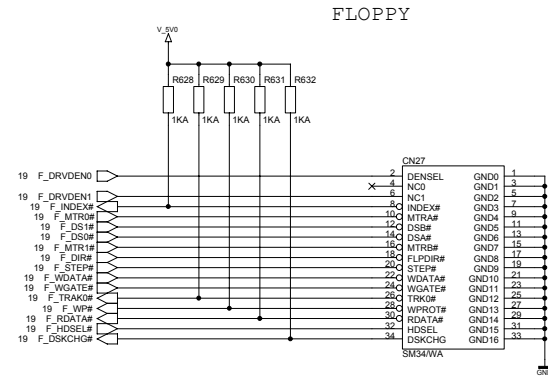 FLOPPY
V_5V0
R628 R629 R630 R631 R632
1KA 1KA 1KA 1KA 1KA
CN27
19 F_DRVDEN0 2 DENSEL GND0 1
4 NC0 GND1 3
19 F_DRVDEN1 6 NC1 GND2 5
19 F_INDEX# 8 INDEX# GND3 7
19 F_MTR0# 10 MTRA# GND4 9
19 F_DS1# 12 DSB# GND5 11
19 F_DS0# 14 DSA# GND6 13
19 F_MTR1# 16 MTRB# GND7 15
19 F_DIR# 18 FLPDIR# GND8 17
19 F_STEP# 20 STEP# GND9 19
19 F_WDATA# 22 WDATA# GND10 21
19 F_WGATE# 24 WGATE# GND11 23
19 F_TRAK0# 26 TRK0# GND12 25
19 F_WP# 28 WPROT# GND13 27
19 F_RDATA# 30 RDATA# GND14 29
19 F_HDSEL# 32 HDSEL GND15 31
19 F_DSKCHG# 34 DSKCHG GND16 33
SM34/WA
GND